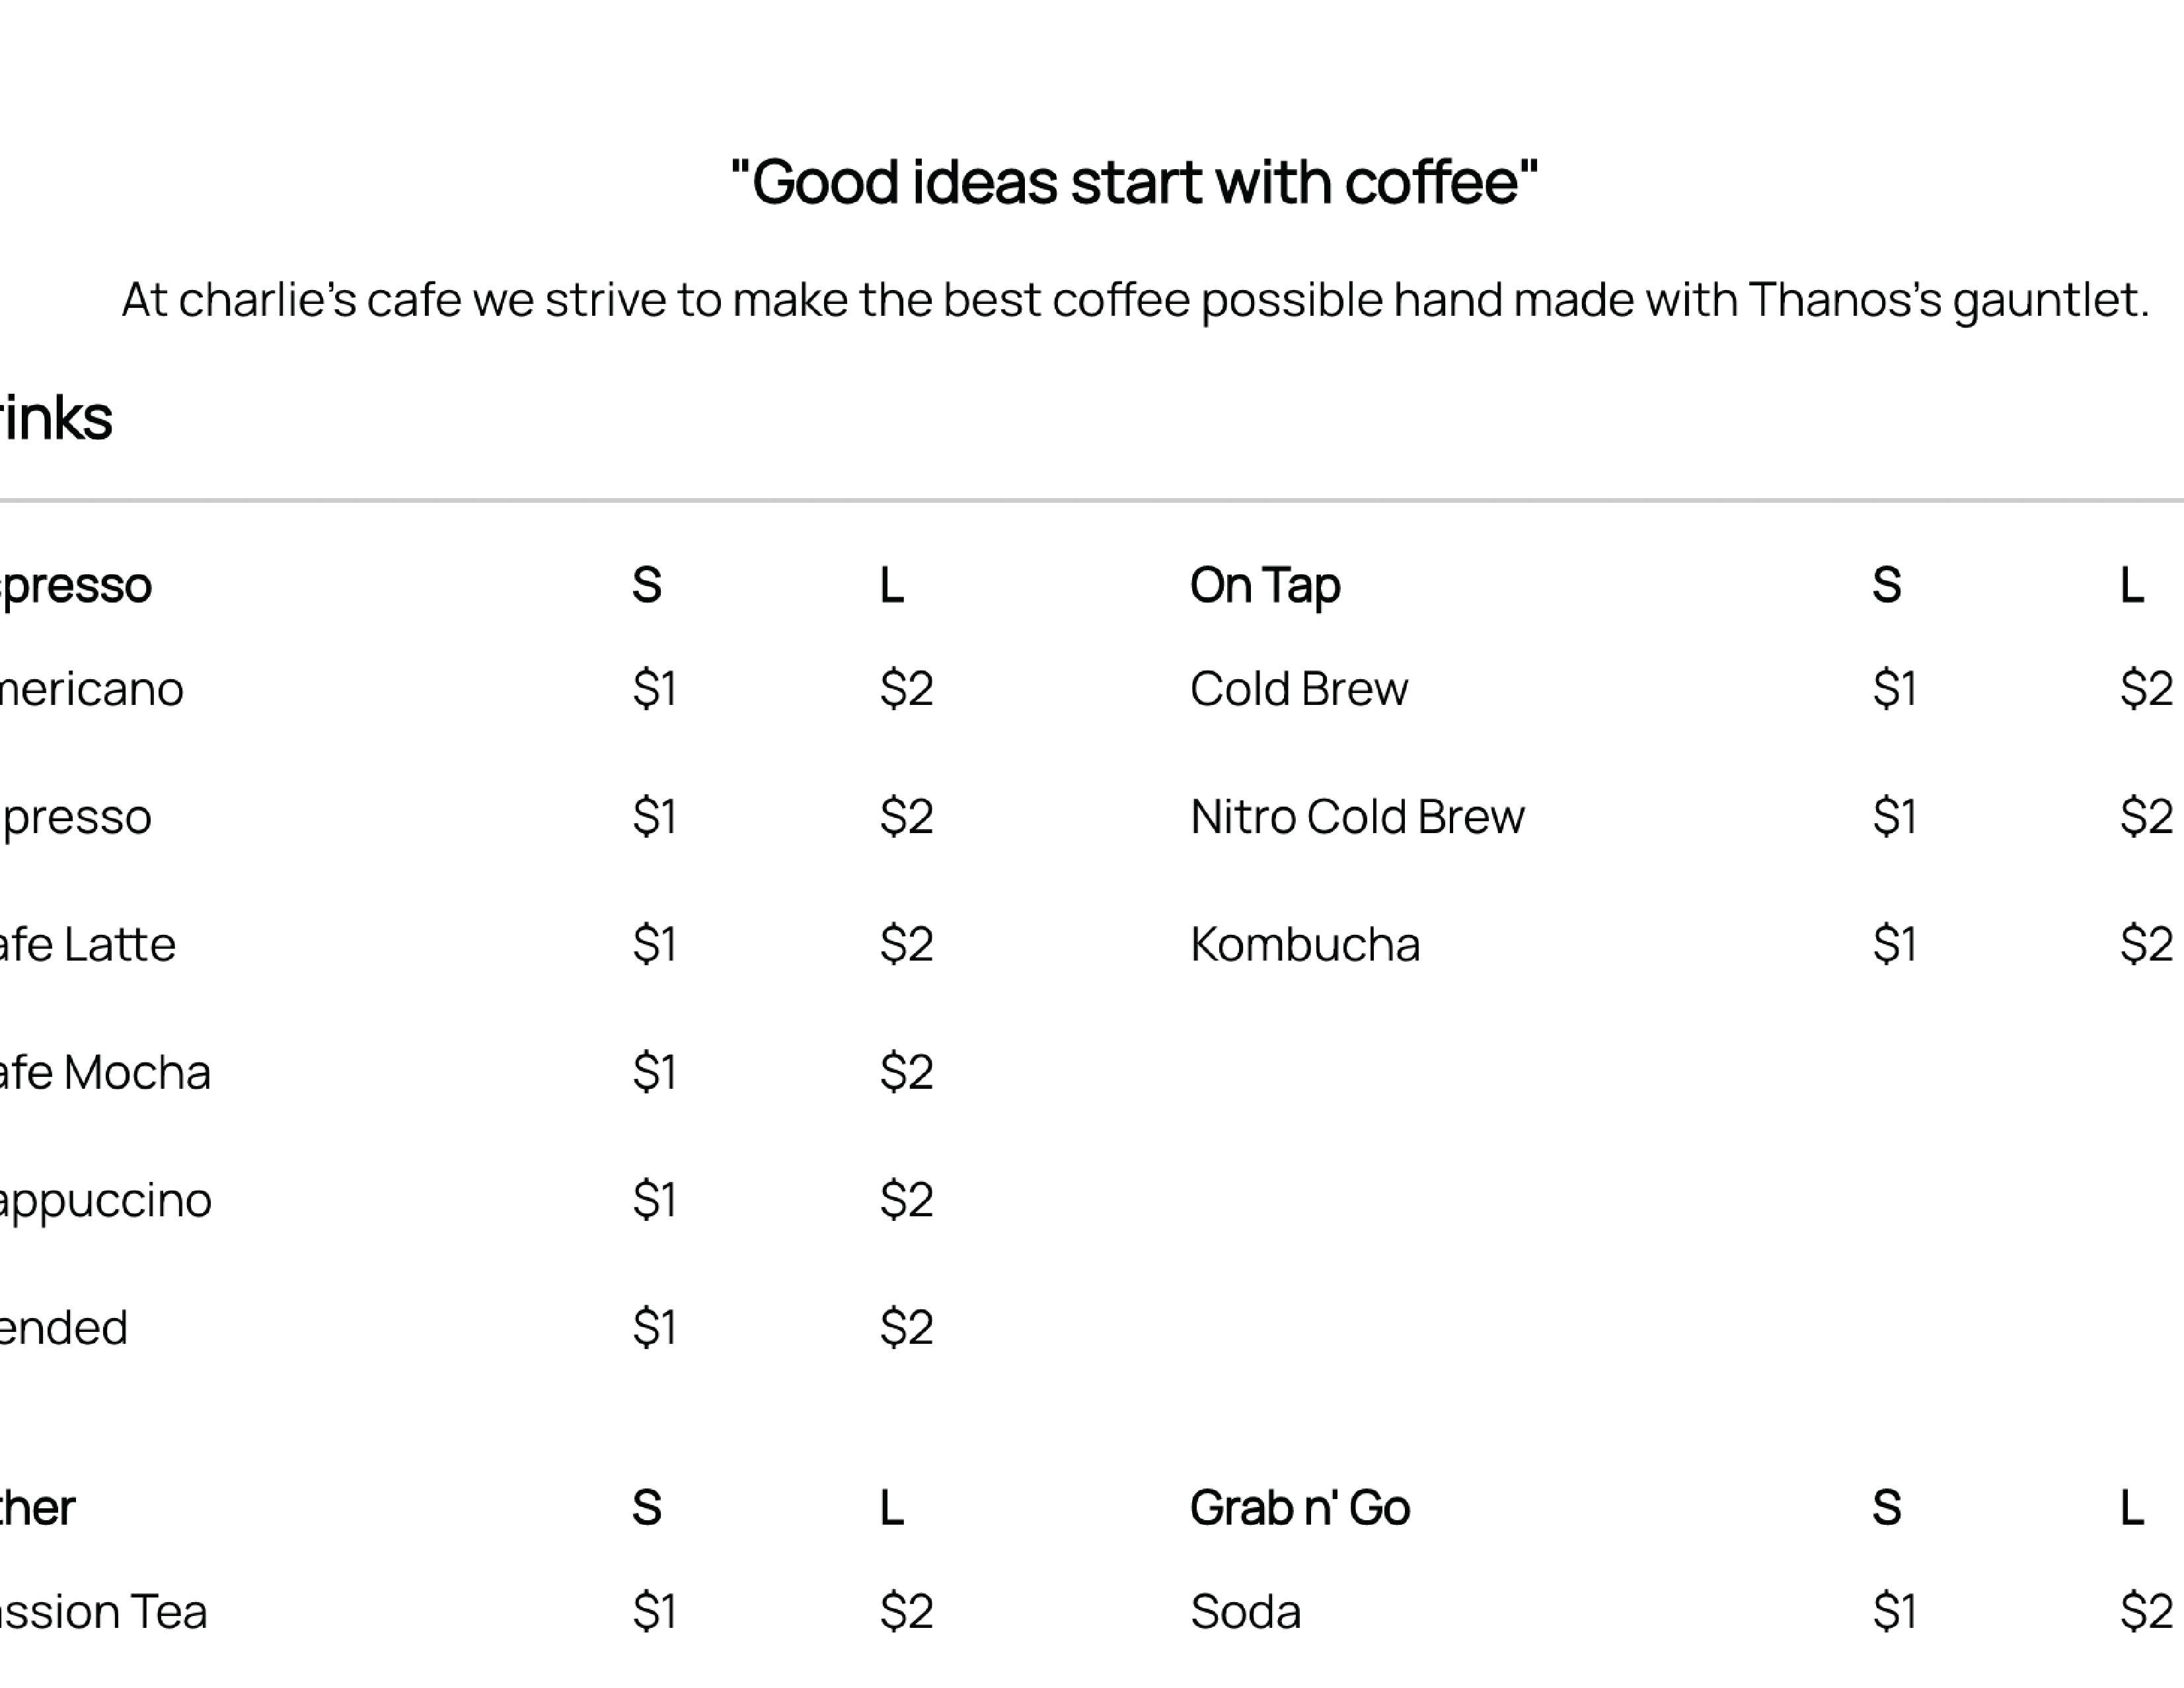 "Good ideas start with coffee"
At charlie's cafe we strive to make the best coffee possible hand made with Thanos's gauntlet.
rinks
presso S L On Tap S L
mericano $1 $2 Cold Brew $1 $2
presso $1 $2 Nitro Cold Brew $1 $2
afe Latte $1 $2 Kombucha $1 $2
afe Mocha $1 $2
appuccino $1 $2
ended $1 $2
ther S L Grab n' Go S L
assion Tea $1 $2 Soda $1 $2